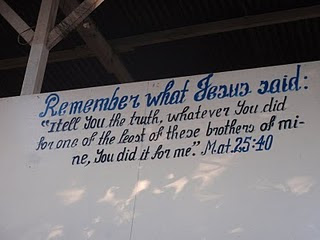 Remember what Jesus said:
"I tell You the truth, whatever You did
for one of the least of these brothers of mi-
ne, You did it for me." Mat. 25:40